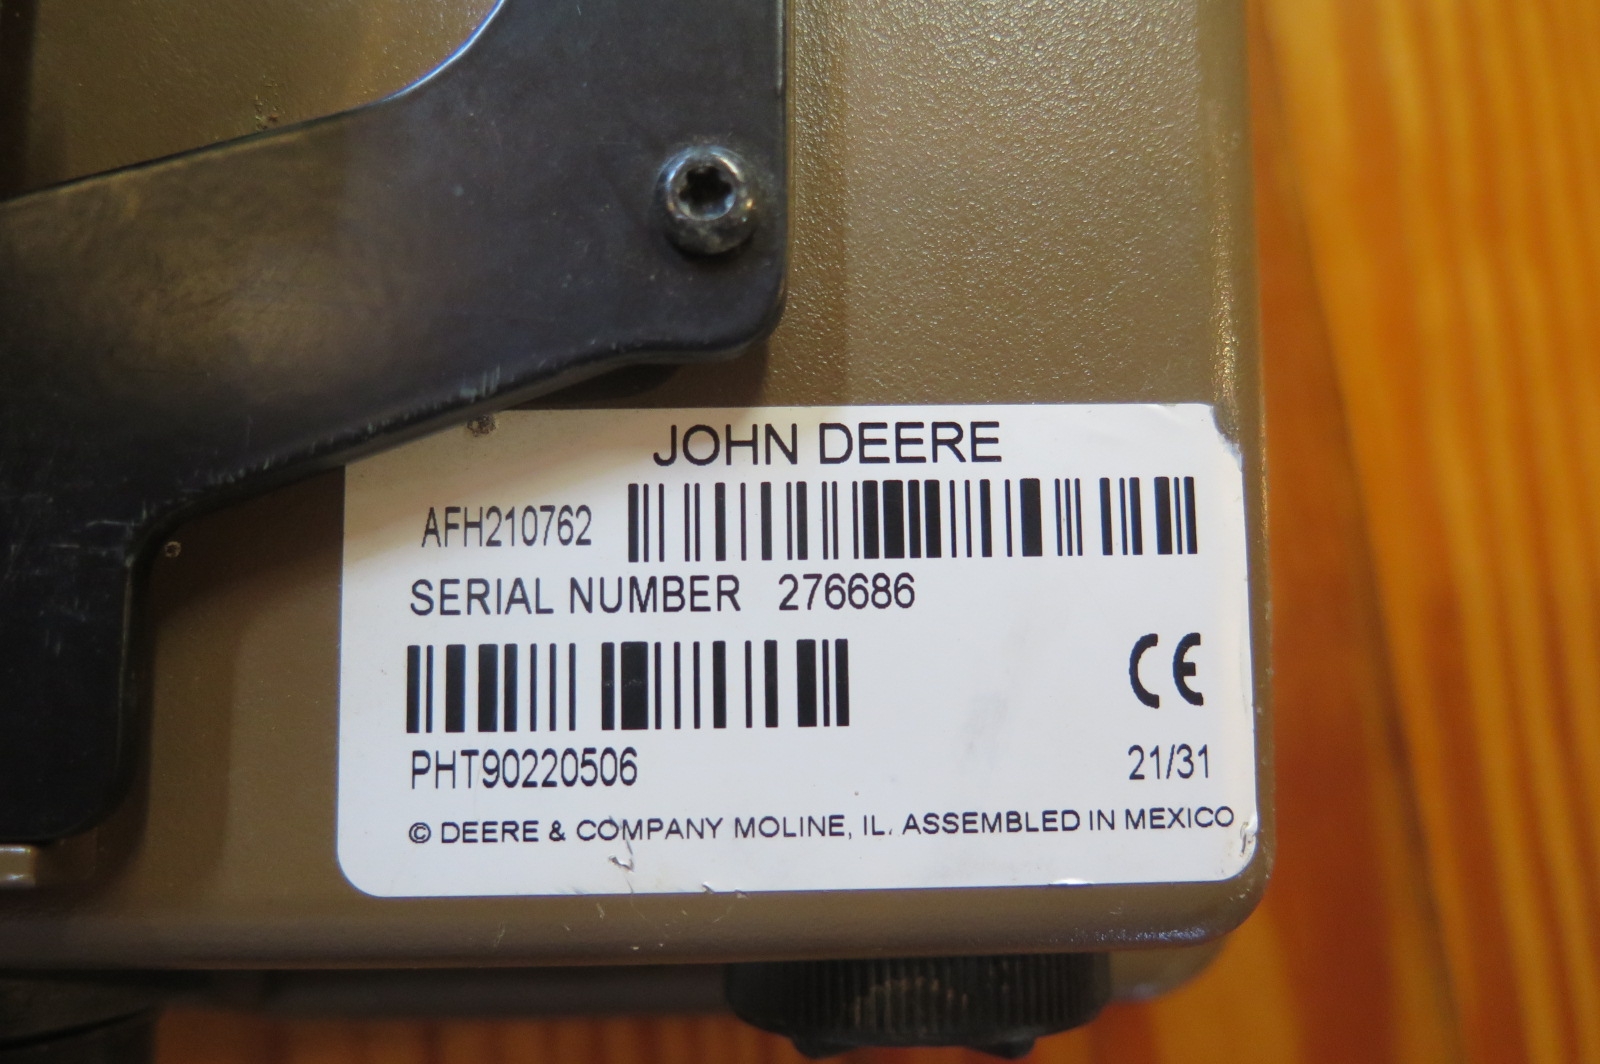 JOHN DEERE
AFH210762
SERIAL NUMBER 276686
CE
PHT90220506
21/31
© DEERE & COMPANY MOLINE, IL. ASSEMBLED IN MEXICO